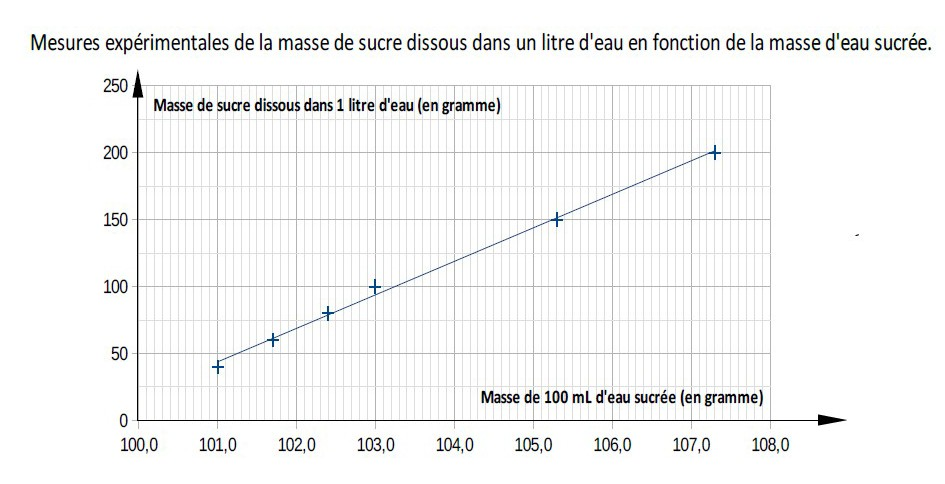 Mesures expérimentales de la masse de sucre dissous dans un litre d'eau en fonction de la masse d'eau sucrée.
250
Masse de sucre dissous dans 1 litre d'eau (en gramme)
200
150
100
50
Masse de 100 mL d'eau sucrée (en gramme)
0
100,0 101,0 102,0 103,0 104,0 105,0 106,0 107,0 108,0